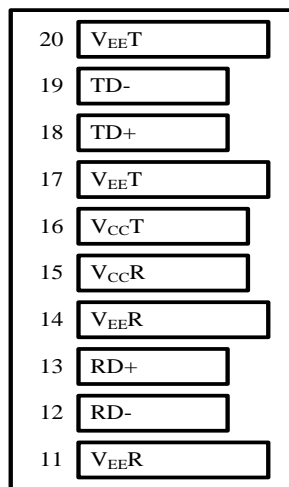 20 VEET
19 TD-
18 TD+
17 VEET
16 VCCT
15 VCCR
14 VEER
13 RD+
12 RD-
11 VEER